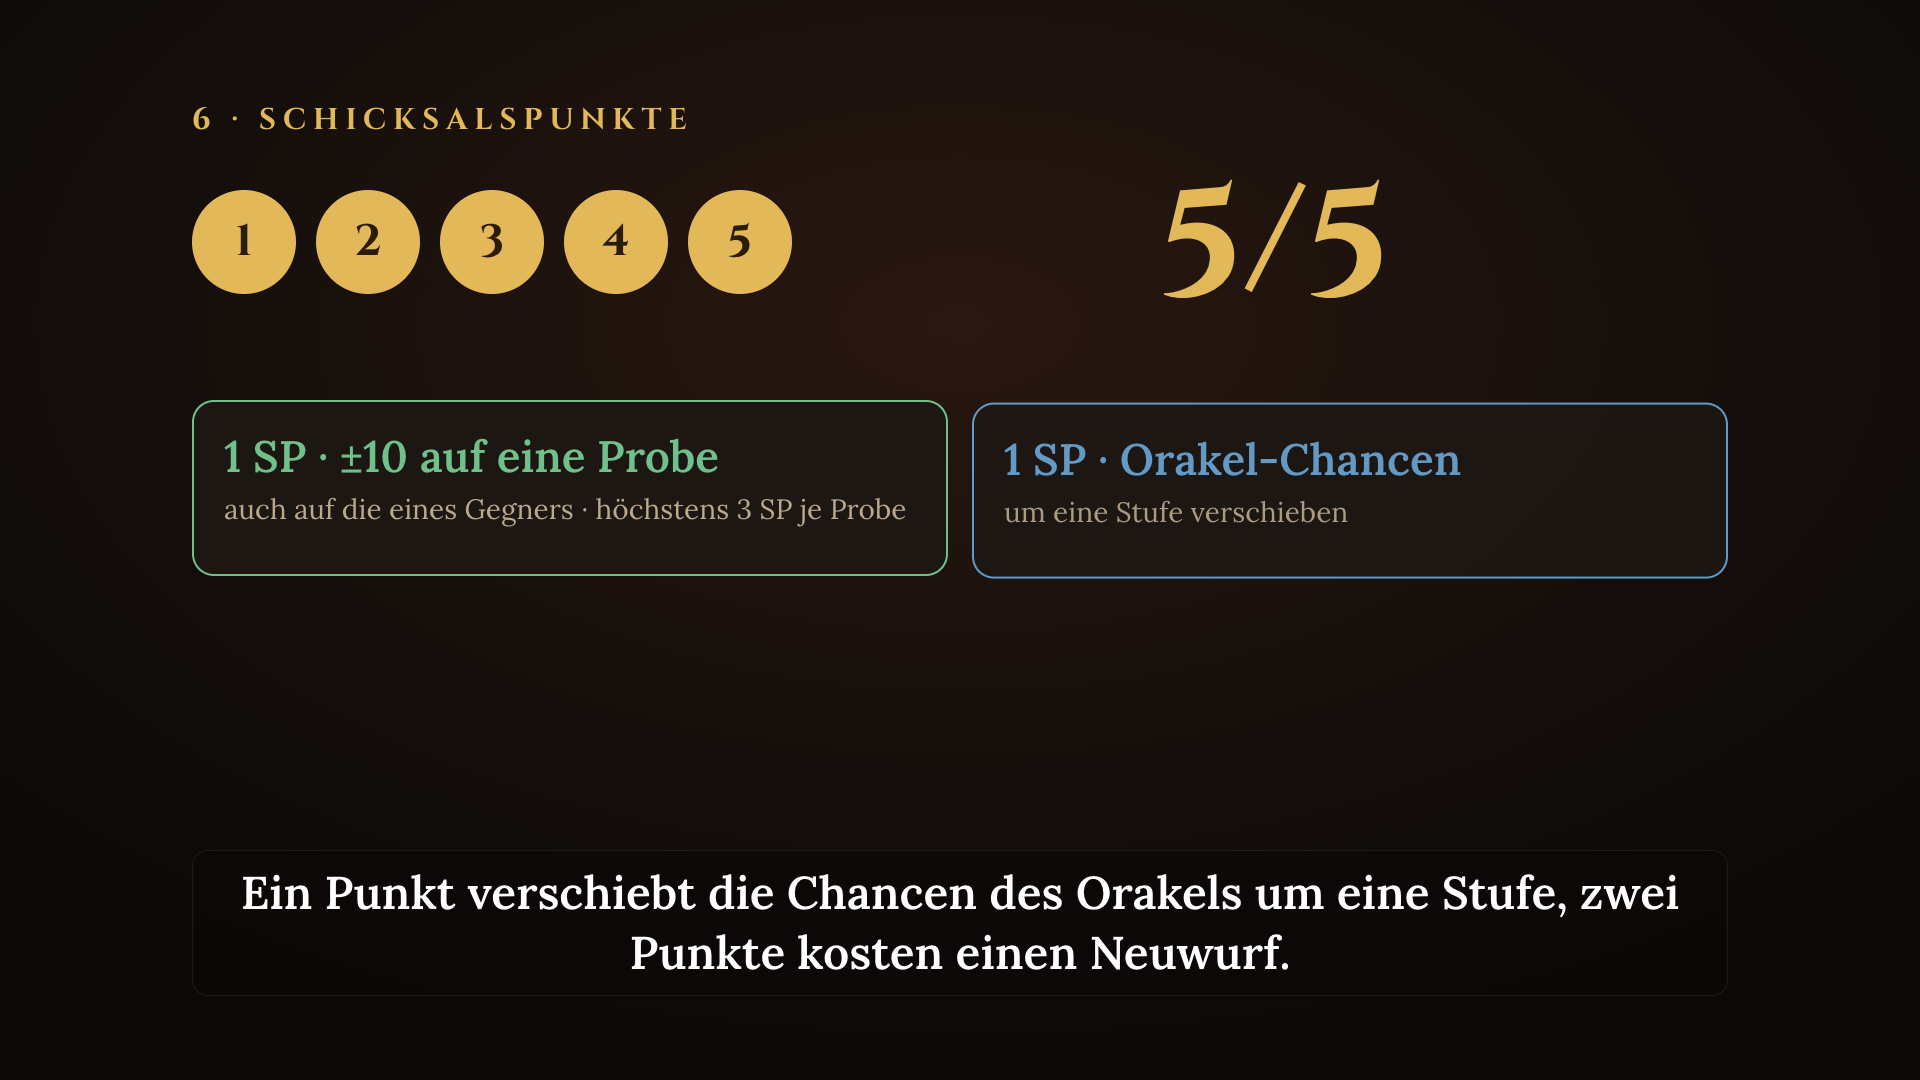 6 · SCHICKSALSPUNKTE
1 2 3 4 5
5/5
1 SP · ±10 auf eine Probe
auch auf die eines Gegners · höchstens 3 SP je Probe
1 SP · Orakel-Chancen
um eine Stufe verschieben
Ein Punkt verschiebt die Chancen des Orakels um eine Stufe, zwei
Punkte kosten einen Neuwurf.